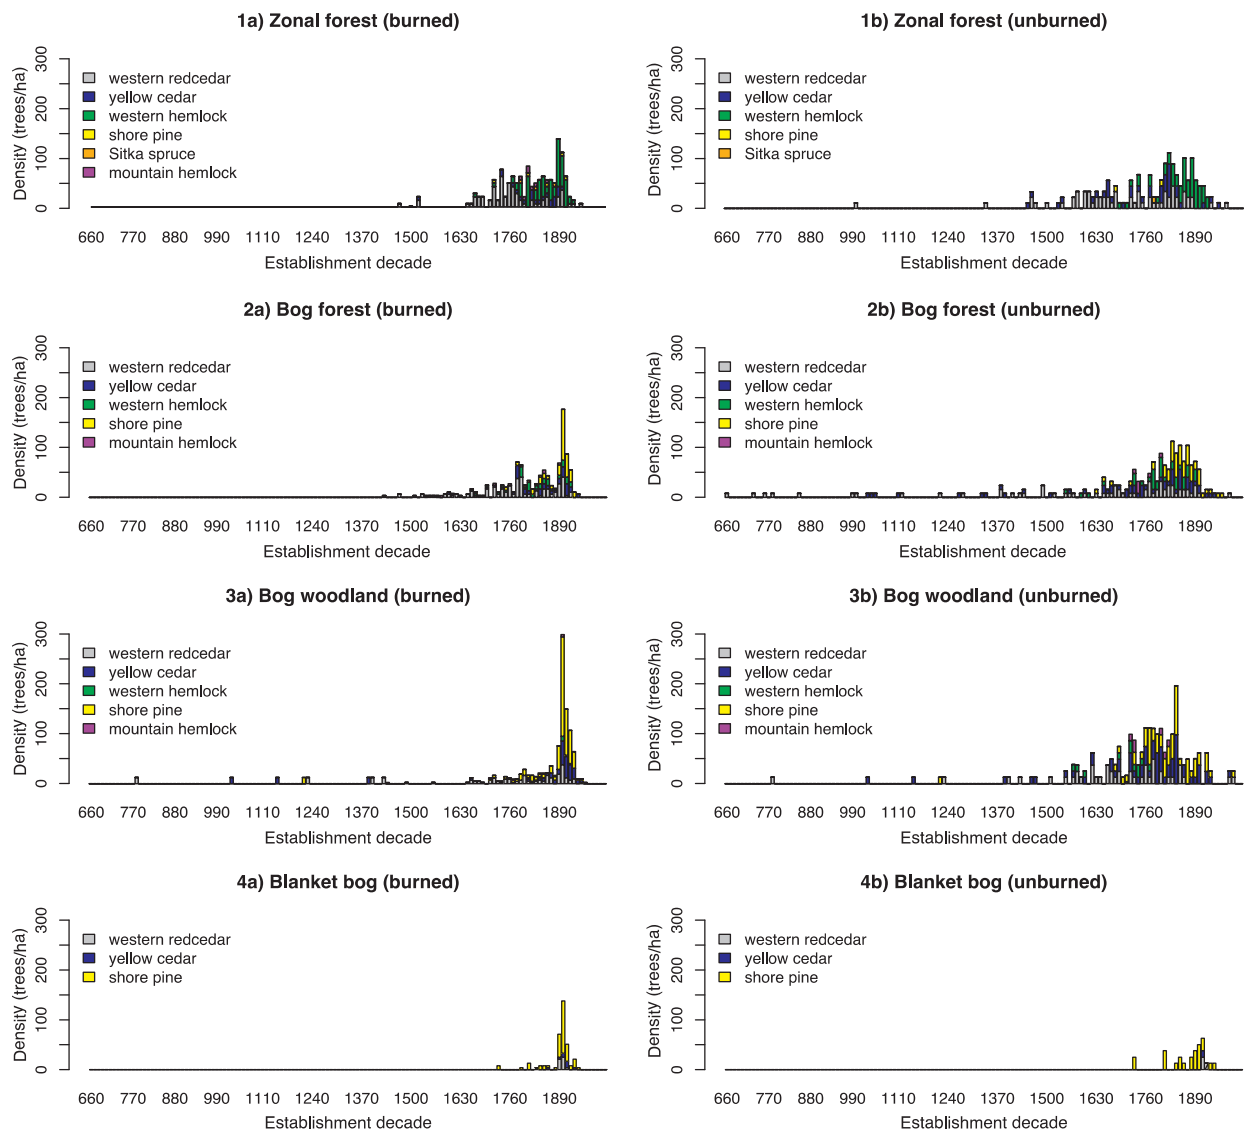 1a) Zonal forest (burned)
Density (trees/ha)
0 100 200 300
western redcedar
yellow cedar
western hemlock
shore pine
Sitka spruce
mountain hemlock
660 770 880 990 1110 1240 1370 1500 1630 1760 1890
Establishment decade
1b) Zonal forest (unburned)
Density (trees/ha)
0 100 200 300
western redcedar
yellow cedar
western hemlock
shore pine
Sitka spruce
660 770 880 990 1110 1240 1370 1500 1630 1760 1890
Establishment decade
2a) Bog forest (burned)
Density (trees/ha)
0 100 200 300
western redcedar
yellow cedar
western hemlock
shore pine
mountain hemlock
660 770 880 990 1110 1240 1370 1500 1630 1760 1890
Establishment decade
2b) Bog forest (unburned)
Density (trees/ha)
0 100 200 300
western redcedar
yellow cedar
western hemlock
shore pine
mountain hemlock
660 770 880 990 1110 1240 1370 1500 1630 1760 1890
Establishment decade
3a) Bog woodland (burned)
Density (trees/ha)
0 100 200 300
western redcedar
yellow cedar
western hemlock
shore pine
mountain hemlock
660 770 880 990 1110 1240 1370 1500 1630 1760 1890
Establishment decade
3b) Bog woodland (unburned)
Density (trees/ha)
0 100 200 300
western redcedar
yellow cedar
western hemlock
shore pine
mountain hemlock
660 770 880 990 1110 1240 1370 1500 1630 1760 1890
Establishment decade
4a) Blanket bog (burned)
Density (trees/ha)
0 100 200 300
western redcedar
yellow cedar
shore pine
660 770 880 990 1110 1240 1370 1500 1630 1760 1890
Establishment decade
4b) Blanket bog (unburned)
Density (trees/ha)
0 100 200 300
western redcedar
yellow cedar
shore pine
660 770 880 990 1110 1240 1370 1500 1630 1760 1890
Establishment decade